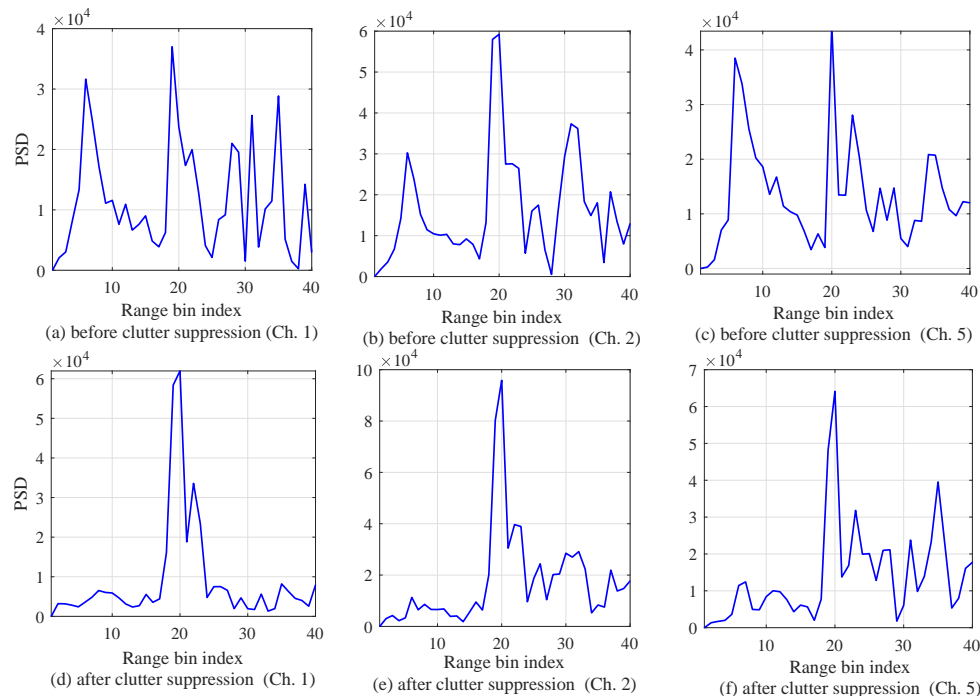 ×10⁴
4
3
2
1
0
PSD
10 20 30 40
Range bin index
(a) before clutter suppression (Ch. 1)
×10⁴
6
5
4
3
2
1
0
10 20 30 40
Range bin index
(b) before clutter suppression (Ch. 2)
×10⁴
4
3
2
1
0
10 20 30 40
Range bin index
(c) before clutter suppression (Ch. 5)
×10⁴
6
5
4
3
2
1
0
PSD
10 20 30 40
Range bin index
(d) after clutter suppression (Ch. 1)
×10⁴
10
8
6
4
2
0
10 20 30 40
Range bin index
(e) after clutter suppression (Ch. 2)
×10⁴
7
6
5
4
3
2
1
0
10 20 30 40
Range bin index
(f) after clutter suppression (Ch. 5)